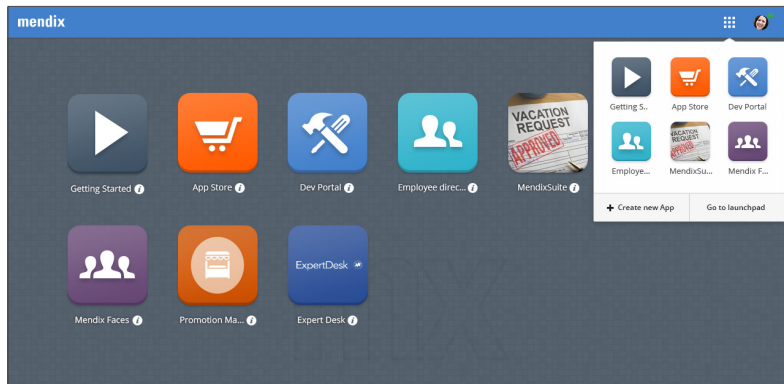 mendix
Getting Started
App Store
Dev Portal
Employee direc...
MendixSuite
VACATION
REQUEST
APPROVED
Mendix Faces
Promotion Ma...
Expert Desk
ExpertDesk
Getting S..
App Store
Dev Portal
Employe...
MendixSu...
Mendix F...
VACATION
REQUEST
APPROVED
+ Create new App
Go to launchpad